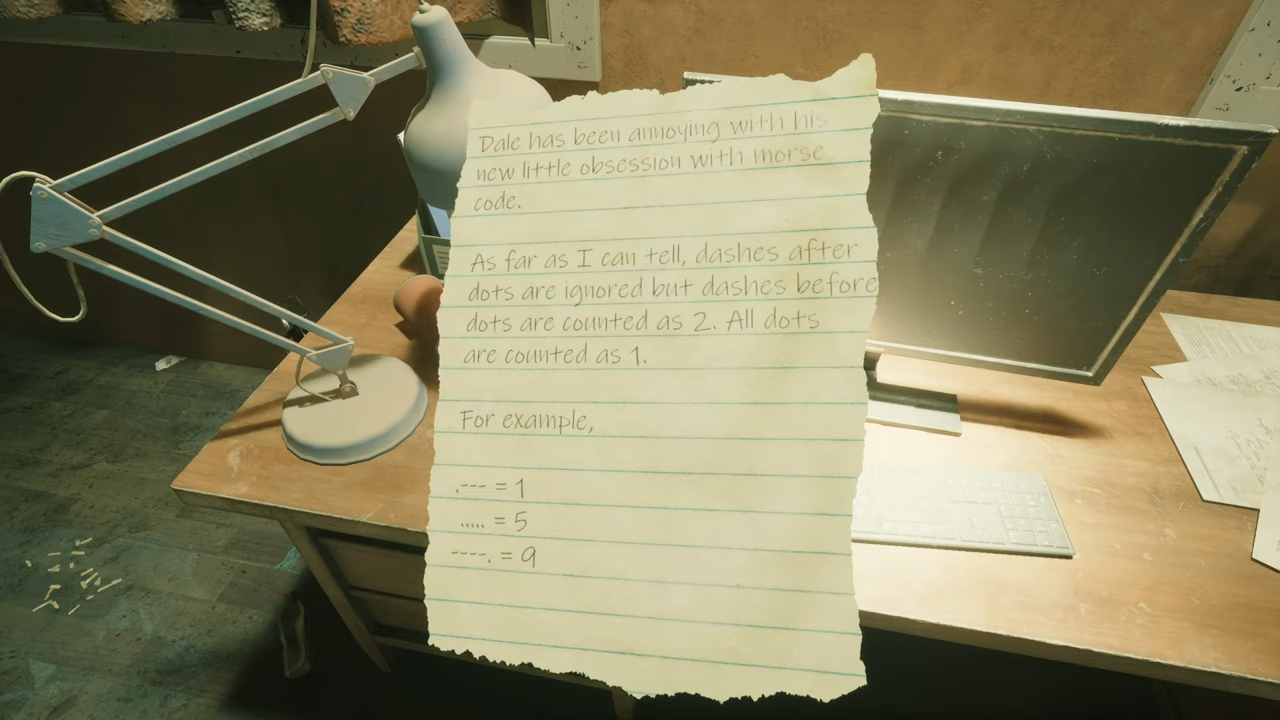 Dale has been annoying with his
new little obsession with morse
code.
As far as I can tell, dashes after
dots are ignored but dashes before
dots are counted as 2. All dots
are counted as 1.
For example,
.--- = 1
..... = 5
----. = 9